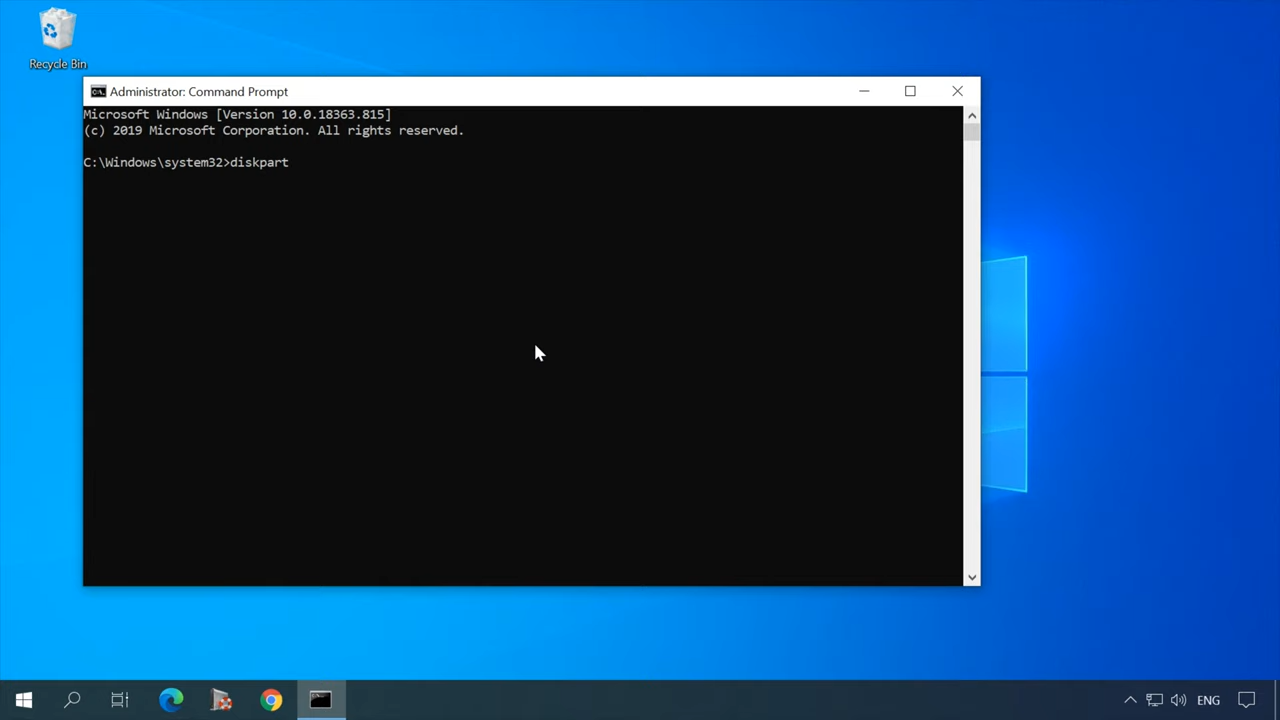 Recycle Bin
Administrator: Command Prompt
Microsoft Windows [Version 10.0.18363.815]
(c) 2019 Microsoft Corporation. All rights reserved.
C:\Windows\system32>diskpart
ENG